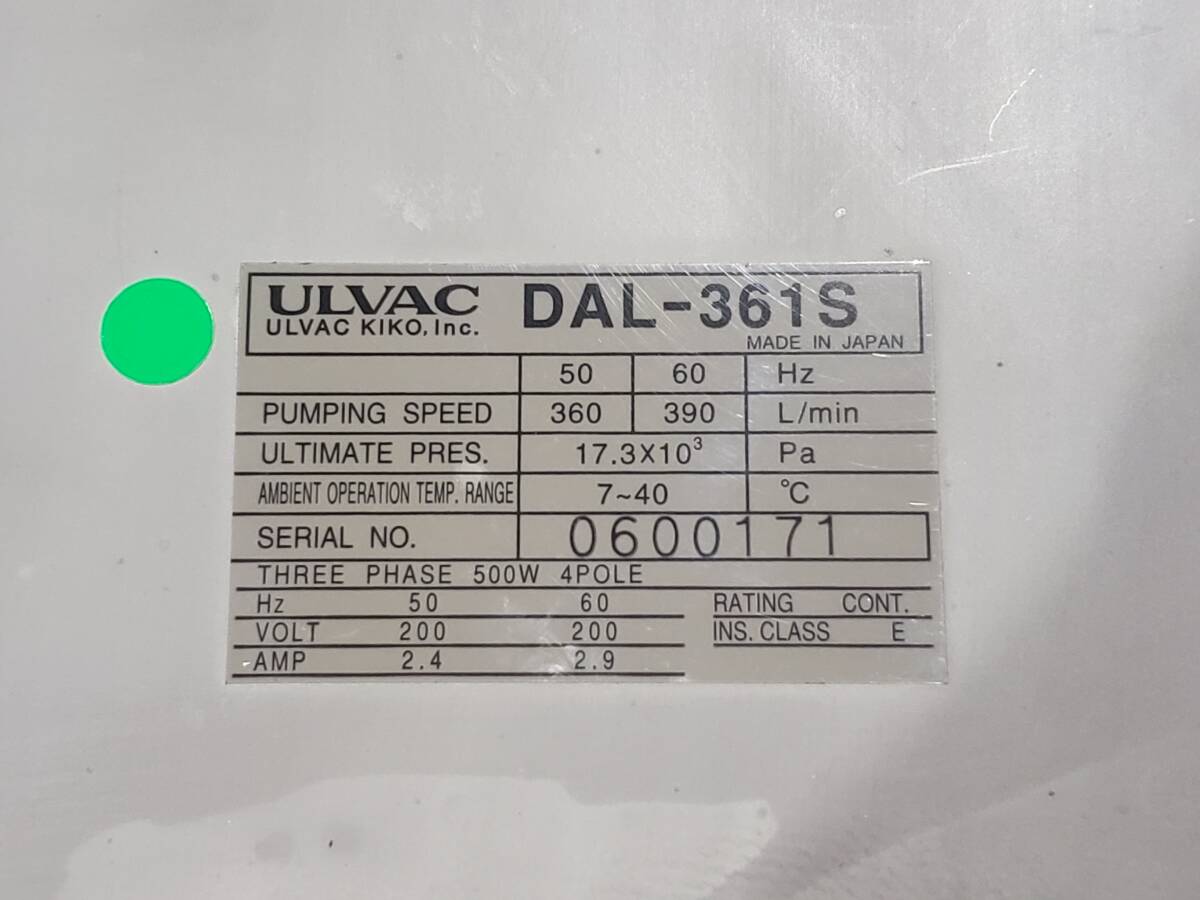 ULVAC DAL-361S
ULVAC KIKO, Inc.
MADE IN JAPAN
50 60 Hz
PUMPING SPEED 360 390 L/min
ULTIMATE PRES. 17.3X10³ Pa
AMBIENT OPERATION TEMP. RANGE 7~40 ℃
SERIAL NO. 0600171
THREE PHASE 500W 4POLE
Hz 50 60 RATING CONT.
VOLT 200 200 INS. CLASS E
AMP 2.4 2.9